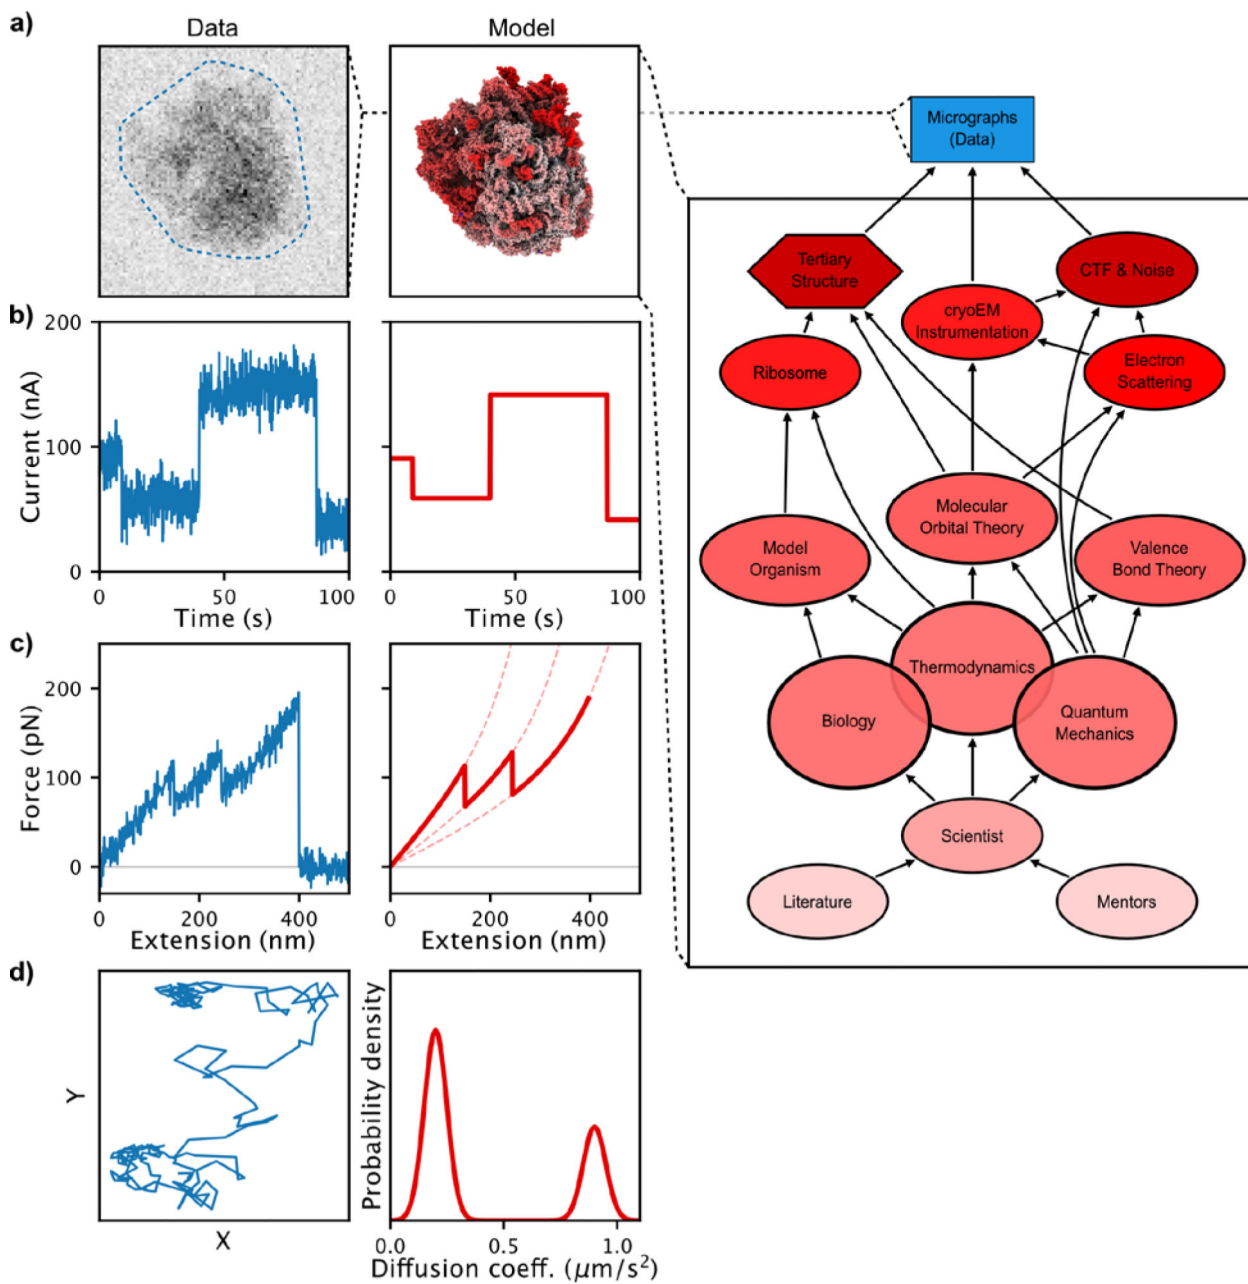 a)
Data
Model
Micrographs
(Data)
Tertiary
Structure
CTF & Noise
cryoEM
Instrumentation
Ribosome
Electron
Scattering
Molecular
Orbital Theory
Model
Organism
Valence
Bond Theory
Thermodynamics
Biology
Quantum
Mechanics
Scientist
Literature
Mentors
b)
200
100
0
Current (nA)
0
50
100
Time (s)
0
50
100
Time (s)
c)
200
100
0
Force (pN)
0
200
400
Extension (nm)
0
200
400
Extension (nm)
d)
Y
X
Probability density
0.0
0.5
1.0
Diffusion coeff. (μm/s²)